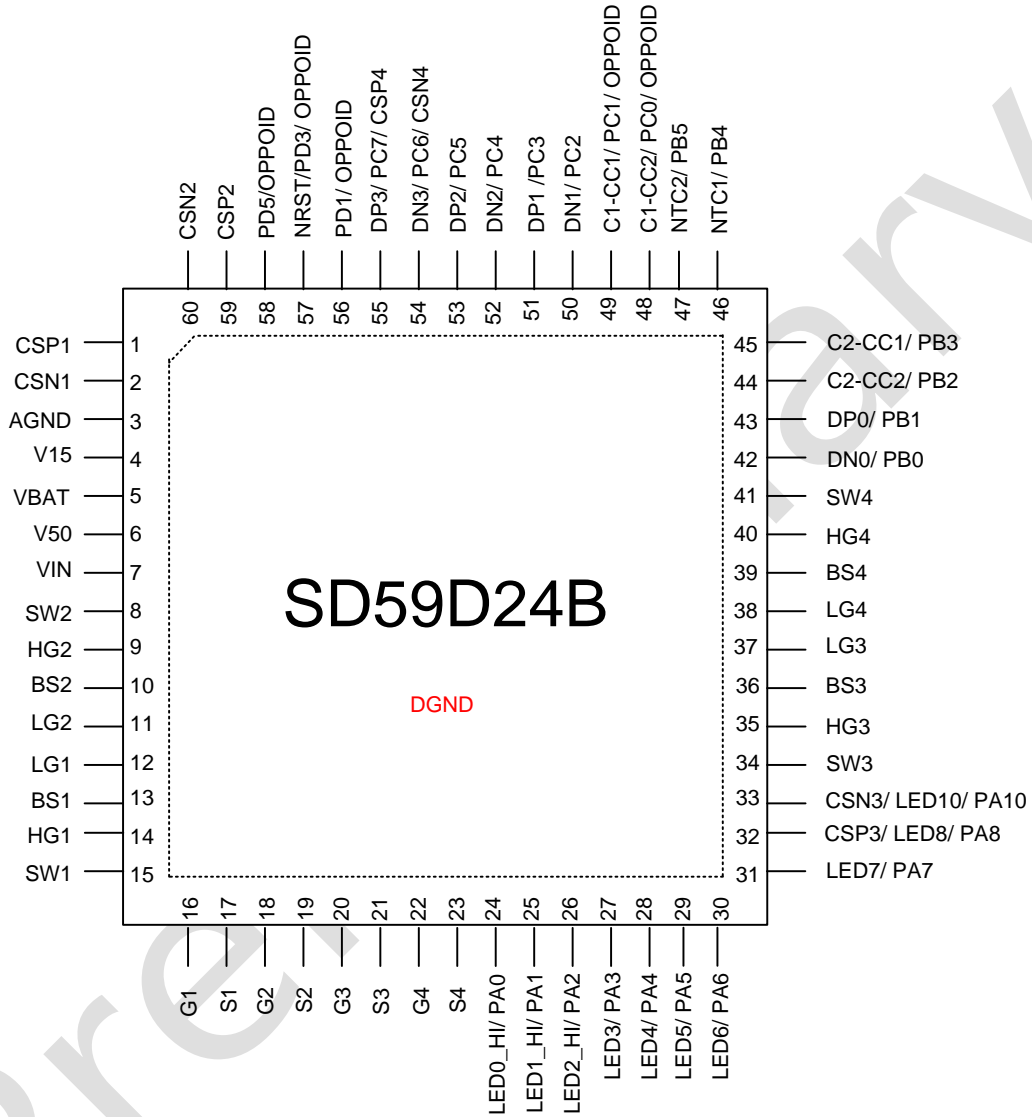 CSN2
CSP2
PD5/OPPOID
NRST/PD3/ OPPOID
PD1/ OPPOID
DP3/ PC7/ CSP4
DN3/ PC6/ CSN4
DP2/ PC5
DN2/ PC4
DP1 /PC3
DN1/ PC2
C1-CC1/ PC1/ OPPOID
C1-CC2/ PC0/ OPPOID
NTC2/ PB5
NTC1/ PB4
60
59
58
57
56
55
54
53
52
51
50
49
48
47
46
CSP1 1
CSN1 2
AGND 3
V15 4
VBAT 5
V50 6
VIN 7
SW2 8
HG2 9
BS2 10
LG2 11
LG1 12
BS1 13
HG1 14
SW1 15
SD59D24B
DGND
45 C2-CC1/ PB3
44 C2-CC2/ PB2
43 DP0/ PB1
42 DN0/ PB0
41 SW4
40 HG4
39 BS4
38 LG4
37 LG3
36 BS3
35 HG3
34 SW3
33 CSN3/ LED10/ PA10
32 CSP3/ LED8/ PA8
31 LED7/ PA7
16
17
18
19
20
21
22
23
24
25
26
27
28
29
30
G1
S1
G2
S2
G3
S3
G4
S4
LED0_HI/ PA0
LED1_HI/ PA1
LED2_HI/ PA2
LED3/ PA3
LED4/ PA4
LED5/ PA5
LED6/ PA6